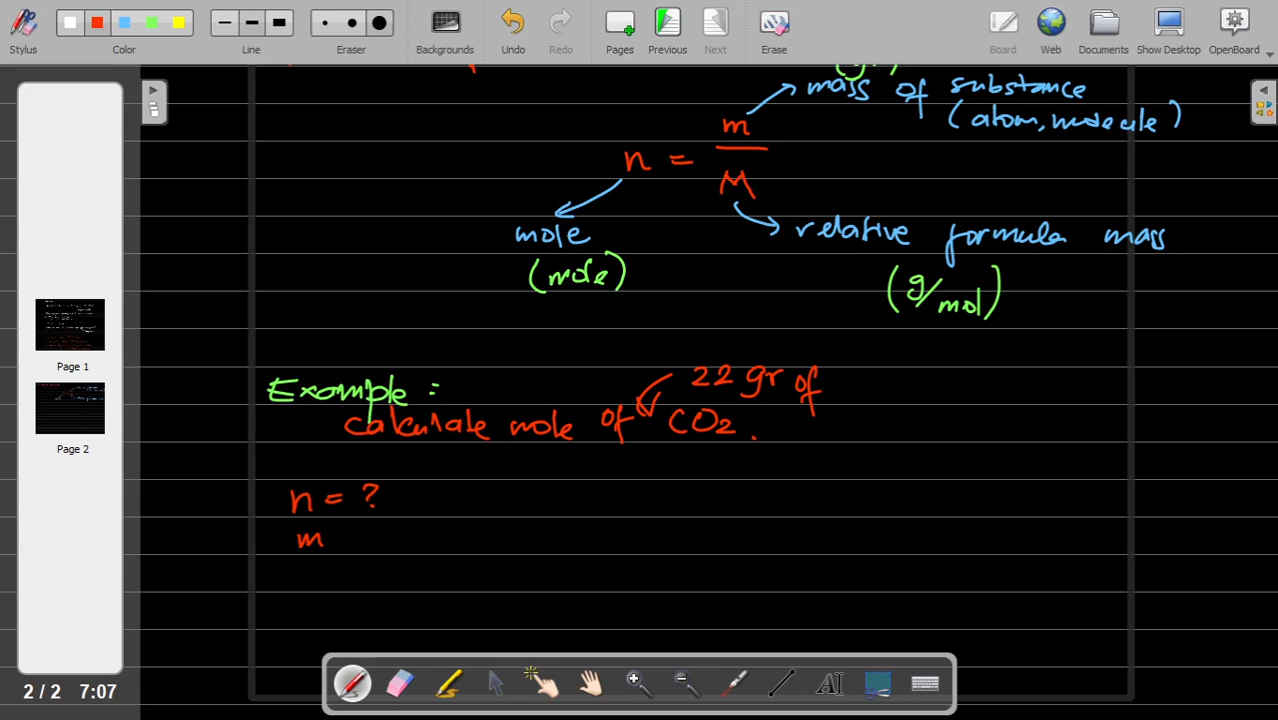 Stylus Color Line Eraser Backgrounds Undo Redo Pages Previous Next Erase Board Web Documents Show Desktop OpenBoard
mass of substance
(atom, molecule)
n = m
M
mole
(mole)
relative formula mass
(g/mol)
Example :
22 gr of
calculate mole of CO2.
n = ?
m
Page 1
Page 2
2 / 2 7:07
AI